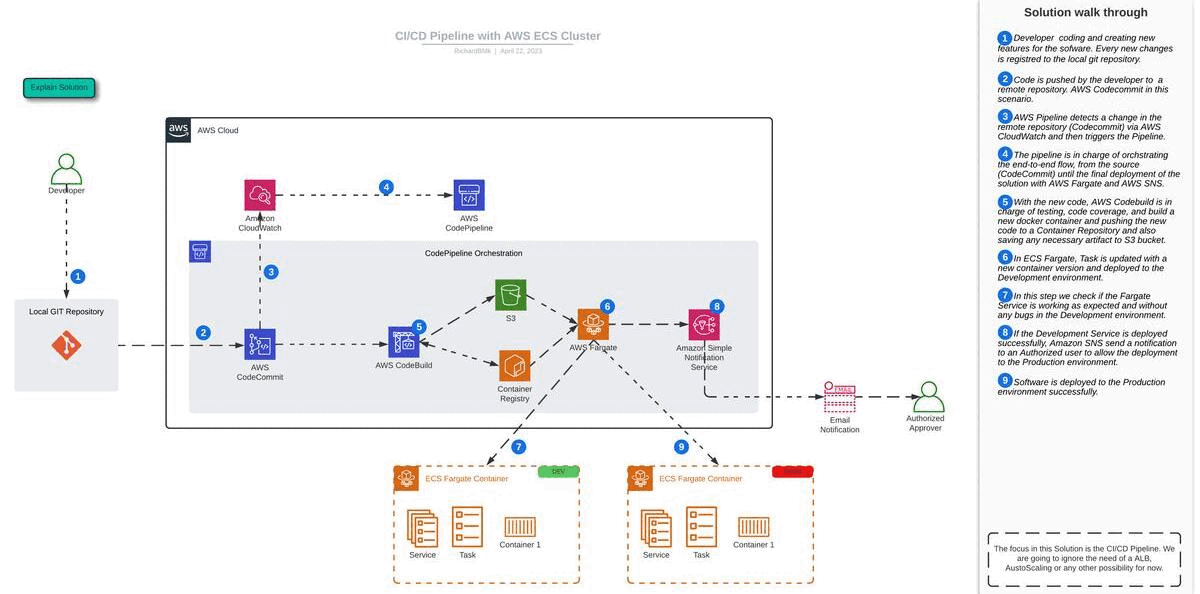 CI/CD Pipeline with AWS ECS Cluster
RichardBMk | April 22, 2023
Explain Solution
aws
AWS Cloud
Developer
4
Amazon
CloudWatch
AWS
CodePipeline
CodePipeline Orchestration
3
1
Local GIT Repository
2
AWS
CodeCommit
5
AWS CodeBuild
S3
Container
Registry
6
AWS Fargate
8
Amazon Simple
Notification
Service
EMAIL
Email
Notification
Authorized
Approver
7
9
ECS Fargate Container
DEV
Service
Task
Container 1
ECS Fargate Container
Service
Task
Container 1
Solution walk through
1 Developer coding and creating new
features for the sofware. Every new changes
is registred to the local git repository.
2 Code is pushed by the developer to a
remote repository. AWS Codecommit in this
scenario.
3 AWS Pipeline detects a change in the
remote repository (Codecommit) via AWS
CloudWatch and then triggers the Pipeline.
4 The pipeline is in charge of orchstrating
the end-to-end flow, from the source
(CodeCommit) until the final deployment of the
solution with AWS Fargate and AWS SNS.
5 With the new code, AWS Codebuild is in
charge of testing, code coverage, and build a
new docker container and pushing the new
code to a Container Repository and also
saving any necessary artifact to S3 bucket.
6 In ECS Fargate, Task is updated with a
new container version and deployed to the
Development environment.
7 In this step we check if the Fargate
Service is working as expected and without
any bugs in the Development environment.
8 If the Development Service is deployed
successfully, Amazon SNS send a notification
to an Authorized user to allow the deployment
to the Production environment.
9 Software is deployed to the Production
environment successfully.
The focus in this Solution is the CI/CD Pipeline. We
are going to ignore the need of a ALB,
AustoScaling or any other possibility for now.